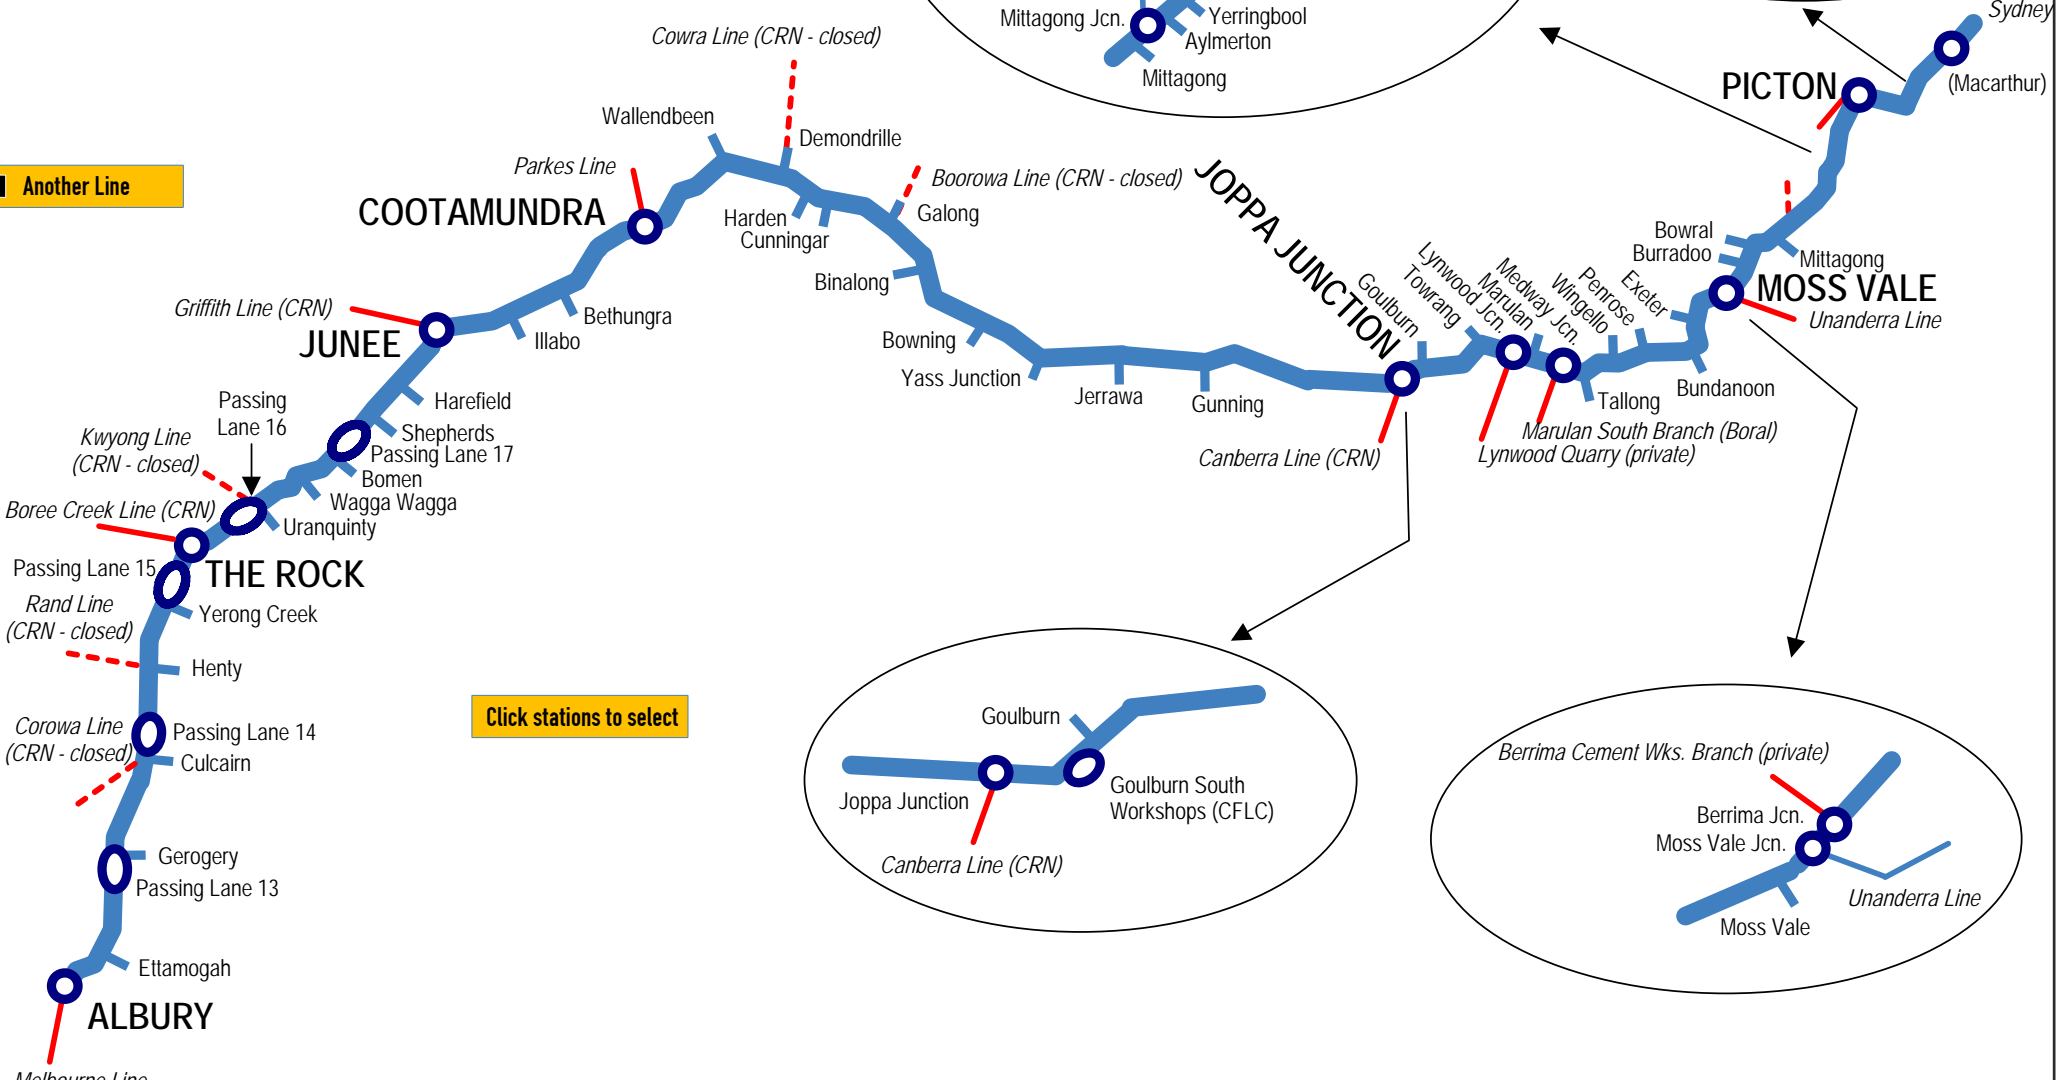 Sydney
Mittagong Jcn.
Yerringbool
Aylmerton
Mittagong
Cowra Line (CRN - closed)
PICTON
(Macarthur)
Wallendbeen
Demondrille
Parkes Line
Boorowa Line (CRN - closed)
Another Line
COOTAMUNDRA
Harden
Cunningar
Galong
JOPPA JUNCTION
Bowral
Burradoo
Mittagong
Binalong
Goulburn
Towrang
Lynwood Jcn.
Marulan
Medway Jcn.
Wingello
Penrose
Exeter
MOSS VALE
Unanderra Line
Griffith Line (CRN)
JUNEE
Bethungra
Illabo
Bowning
Yass Junction
Jerrawa
Gunning
Bundanoon
Tallong
Marulan South Branch (Boral)
Lynwood Quarry (private)
Canberra Line (CRN)
Passing
Lane 16
Harefield
Shepherds
Passing Lane 17
Kwyong Line
(CRN - closed)
Bomen
Wagga Wagga
Boree Creek Line (CRN)
Uranquinty
Passing Lane 15
THE ROCK
Rand Line
(CRN - closed)
Yerong Creek
Henty
Corowa Line
(CRN - closed)
Passing Lane 14
Culcairn
Click stations to select
Goulburn
Joppa Junction
Goulburn South
Workshops (CFLC)
Canberra Line (CRN)
Berrima Cement Wks. Branch (private)
Berrima Jcn.
Moss Vale Jcn.
Unanderra Line
Moss Vale
Gerogery
Passing Lane 13
Ettamogah
ALBURY
Melbourne Line